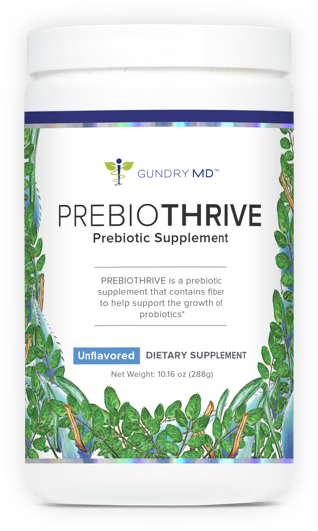 GUNDRY MD™
PREBIOTHRIVE
Prebiotic Supplement
PREBIOTHRIVE is a prebiotic
supplement that contains fiber
to help support the growth of
probiotics*
Unflavored DIETARY SUPPLEMENT
Net Weight: 10.16 oz (288g)